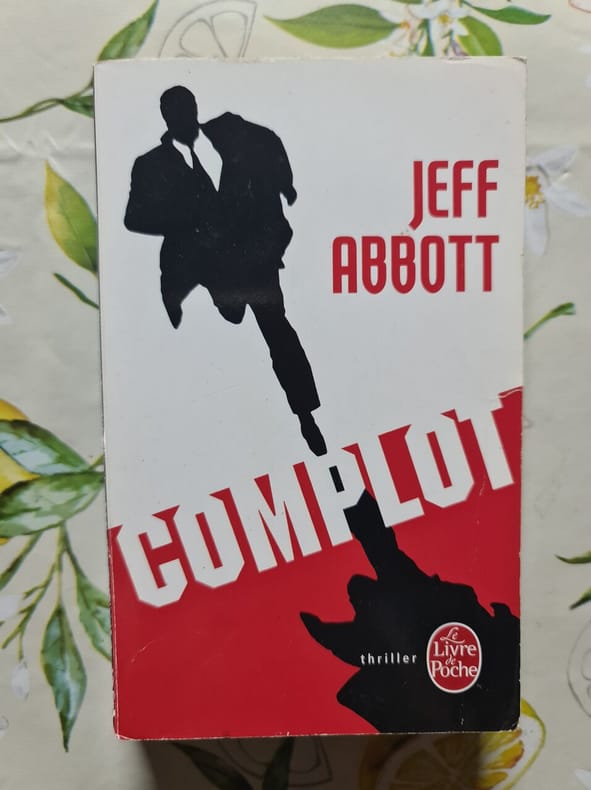 JEFF
ABBOTT
COMPLOT
thriller
Le
Livre
de
Poche